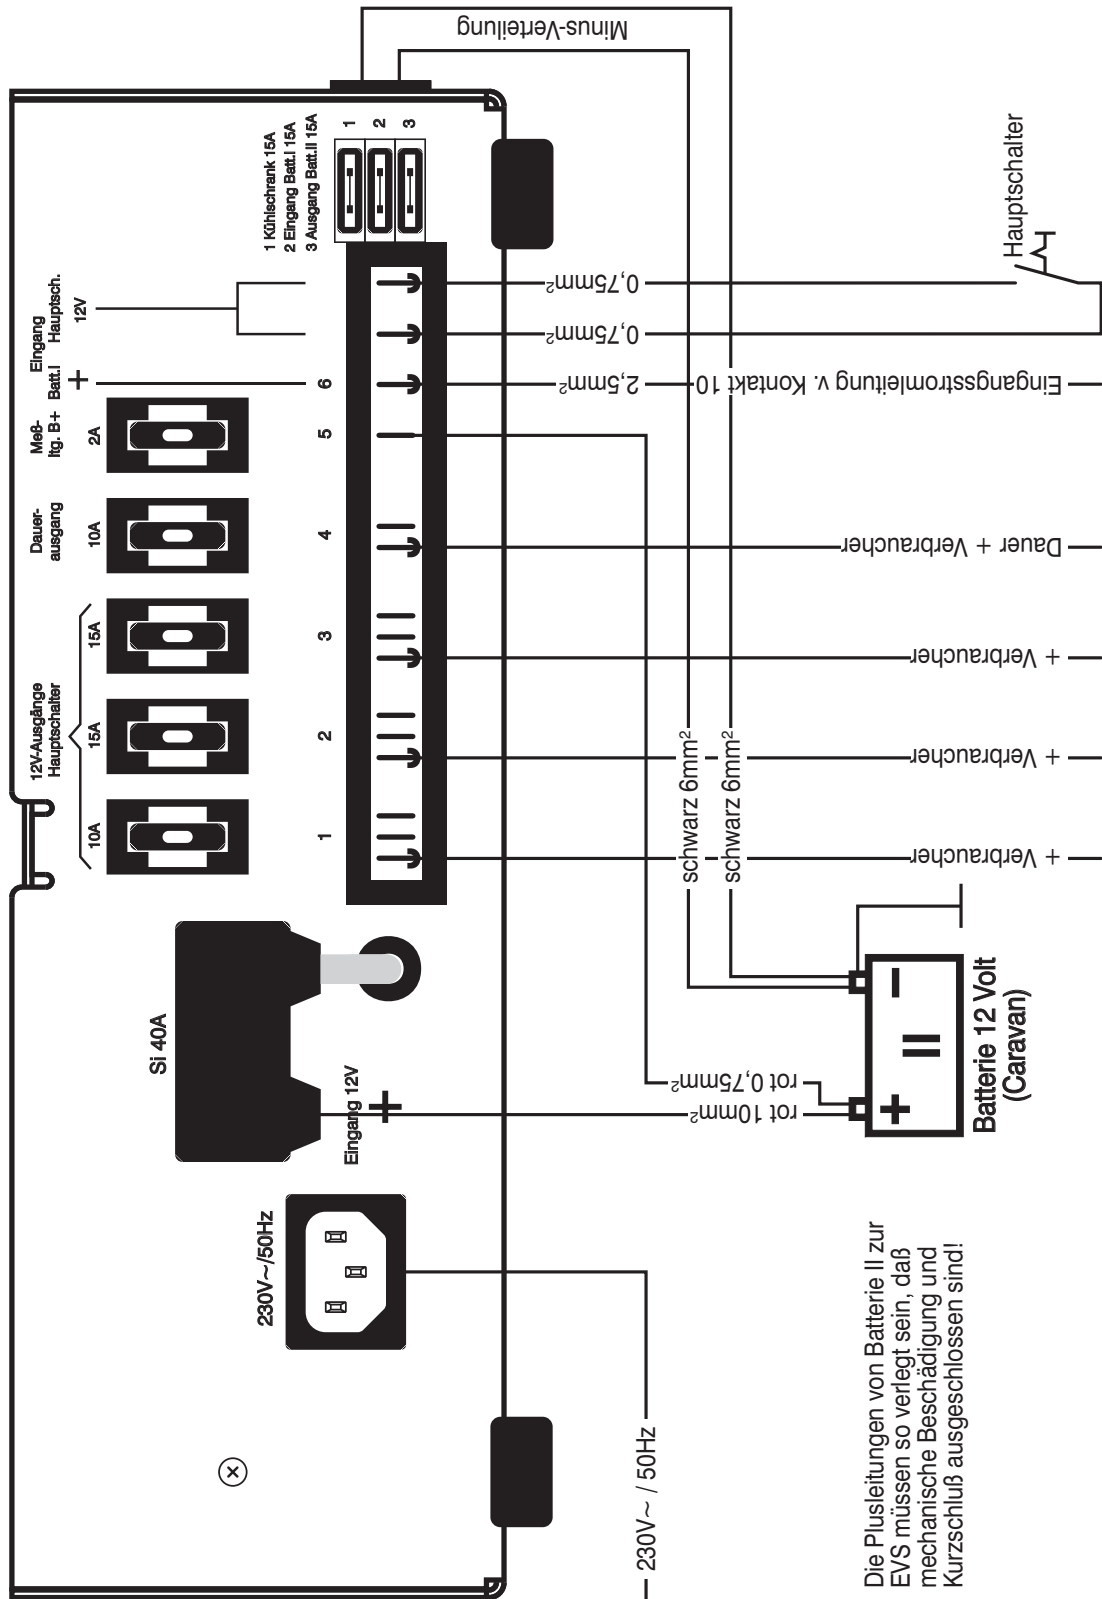 230V~/50Hz
Si 40A
Eingang 12V
+
12V-Ausgänge
Hauptschalter
10A
15A
15A
Dauer-
ausgang
10A
Meß-
ltg. B+
2A
Eingang
Batt.I
Hauptsch.
+
12V
1
2
3
4
5
6
1 Kühlschrank 15A
2 Eingang Batt.I 15A
3 Ausgang Batt.II 15A
1
2
3
Minus-Verteilung
0,75mm²
0,75mm²
2,5mm²
Eingangsstromleitung v. Kontakt 10
Hauptschalter
Dauer + Verbraucher
+ Verbraucher
+ Verbraucher
+ Verbraucher
schwarz 6mm²
schwarz 6mm²
rot 0,75mm²
rot 10mm²
+
II
−
Batterie 12 Volt
(Caravan)
230V~ / 50Hz
Die Plusleitungen von Batterie II zur
EVS müssen so verlegt sein, daß
mechanische Beschädigung und
Kurzschluß ausgeschlossen sind!